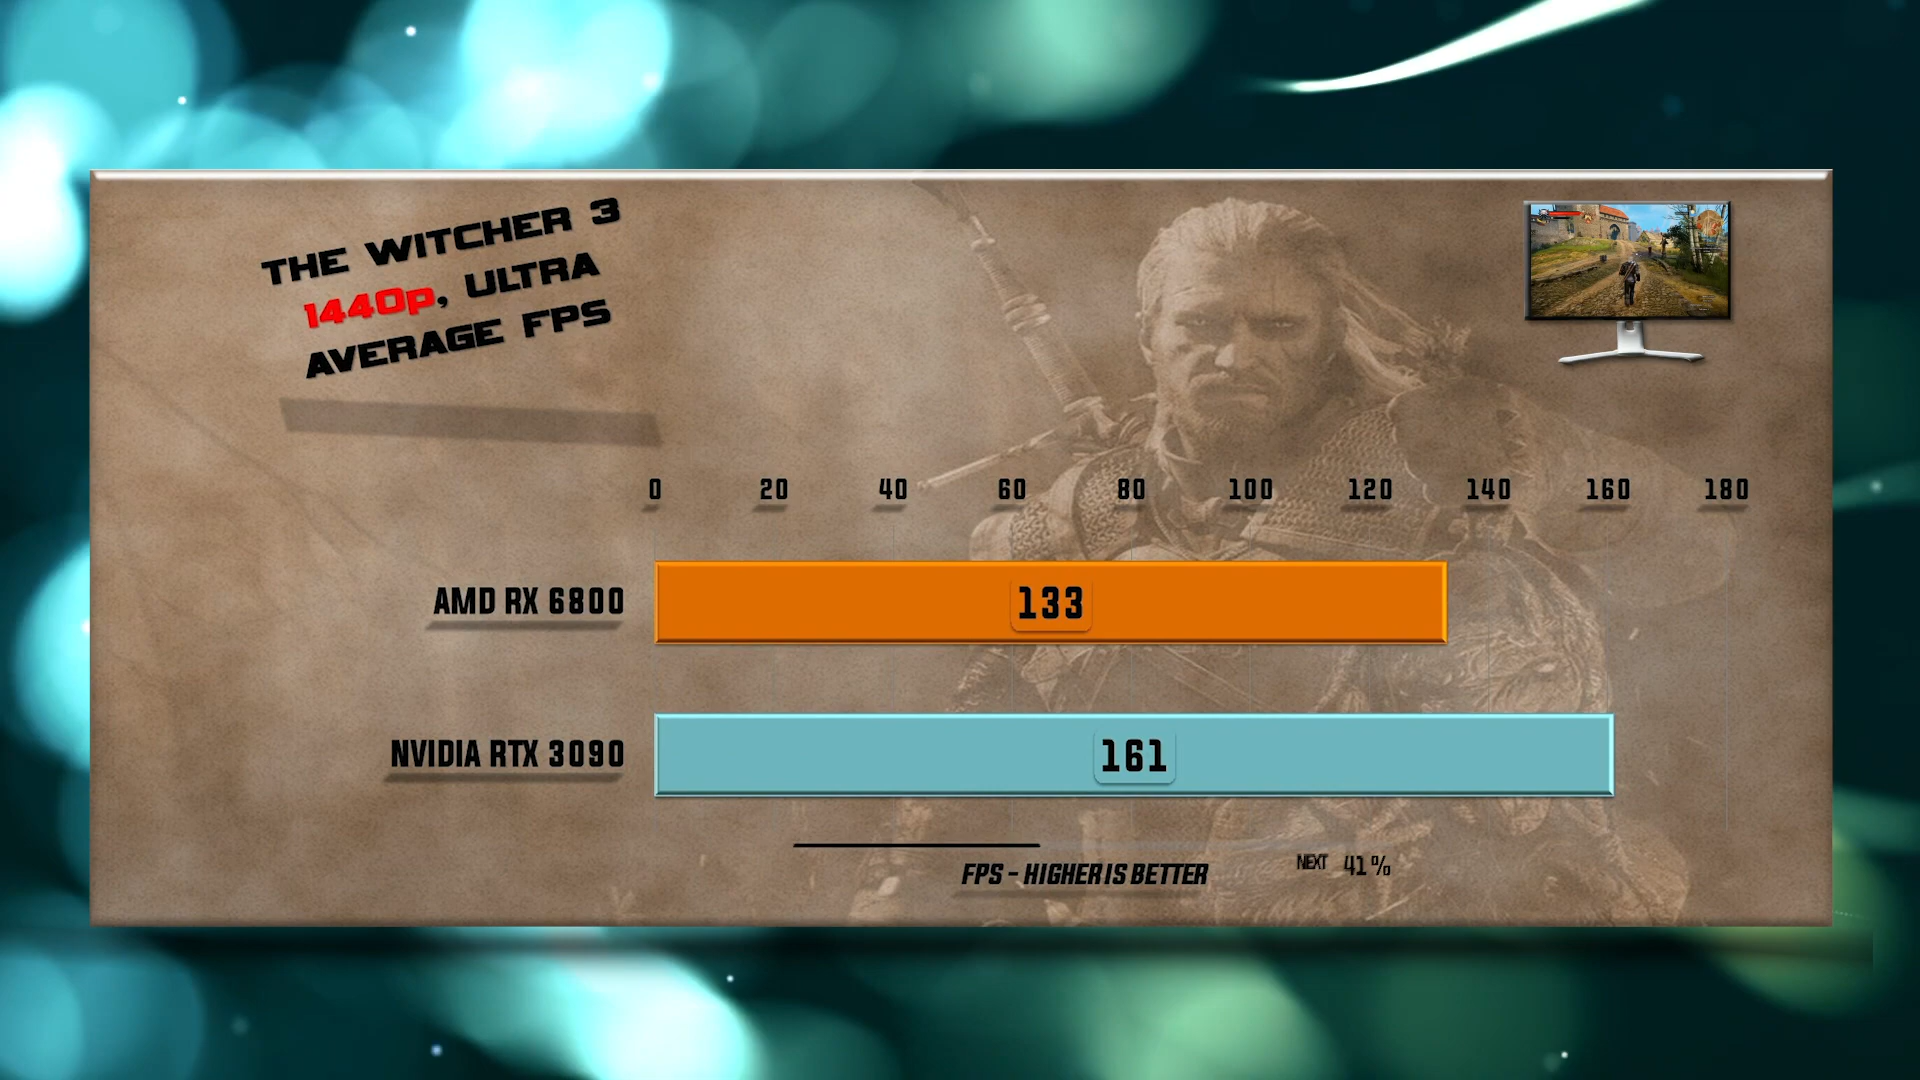 THE WITCHER 3
1440p, ULTRA
AVERAGE FPS
0 20 40 60 80 100 120 140 160 180
AMD RX 6800
133
NVIDIA RTX 3090
161
FPS - HIGHER IS BETTER
NEXT 41%